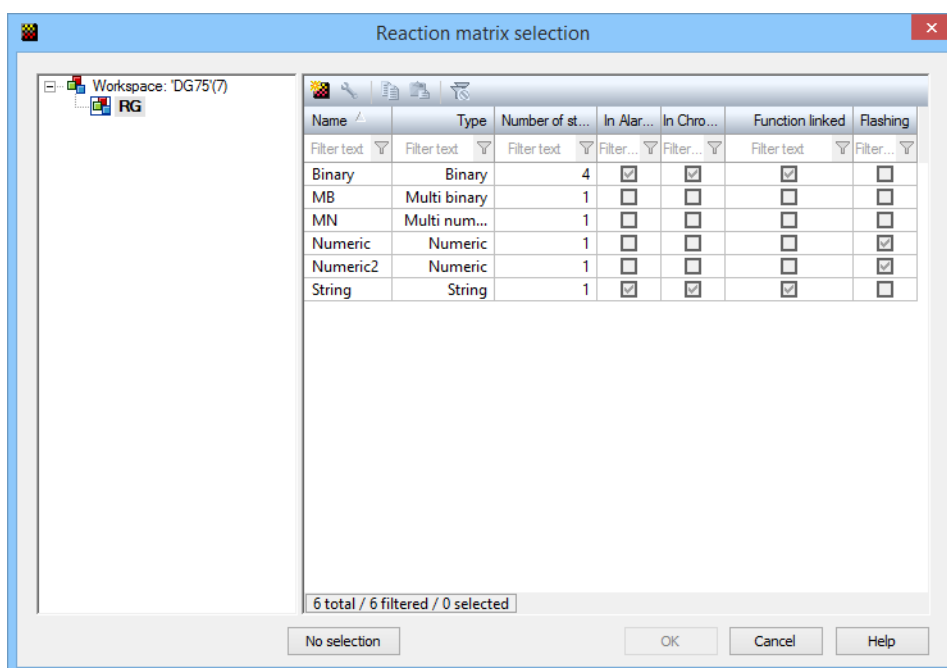 Reaction matrix selection
Workspace: 'DG75'(7)
RG
Name Type Number of st... In Alar... In Chro... Function linked Flashing
Filter text Filter text Filter text Filter... Filter... Filter text Filter...
Binary Binary 4
MB Multi binary 1
MN Multi num... 1
Numeric Numeric 1
Numeric2 Numeric 1
String String 1
6 total / 6 filtered / 0 selected
No selection OK Cancel Help